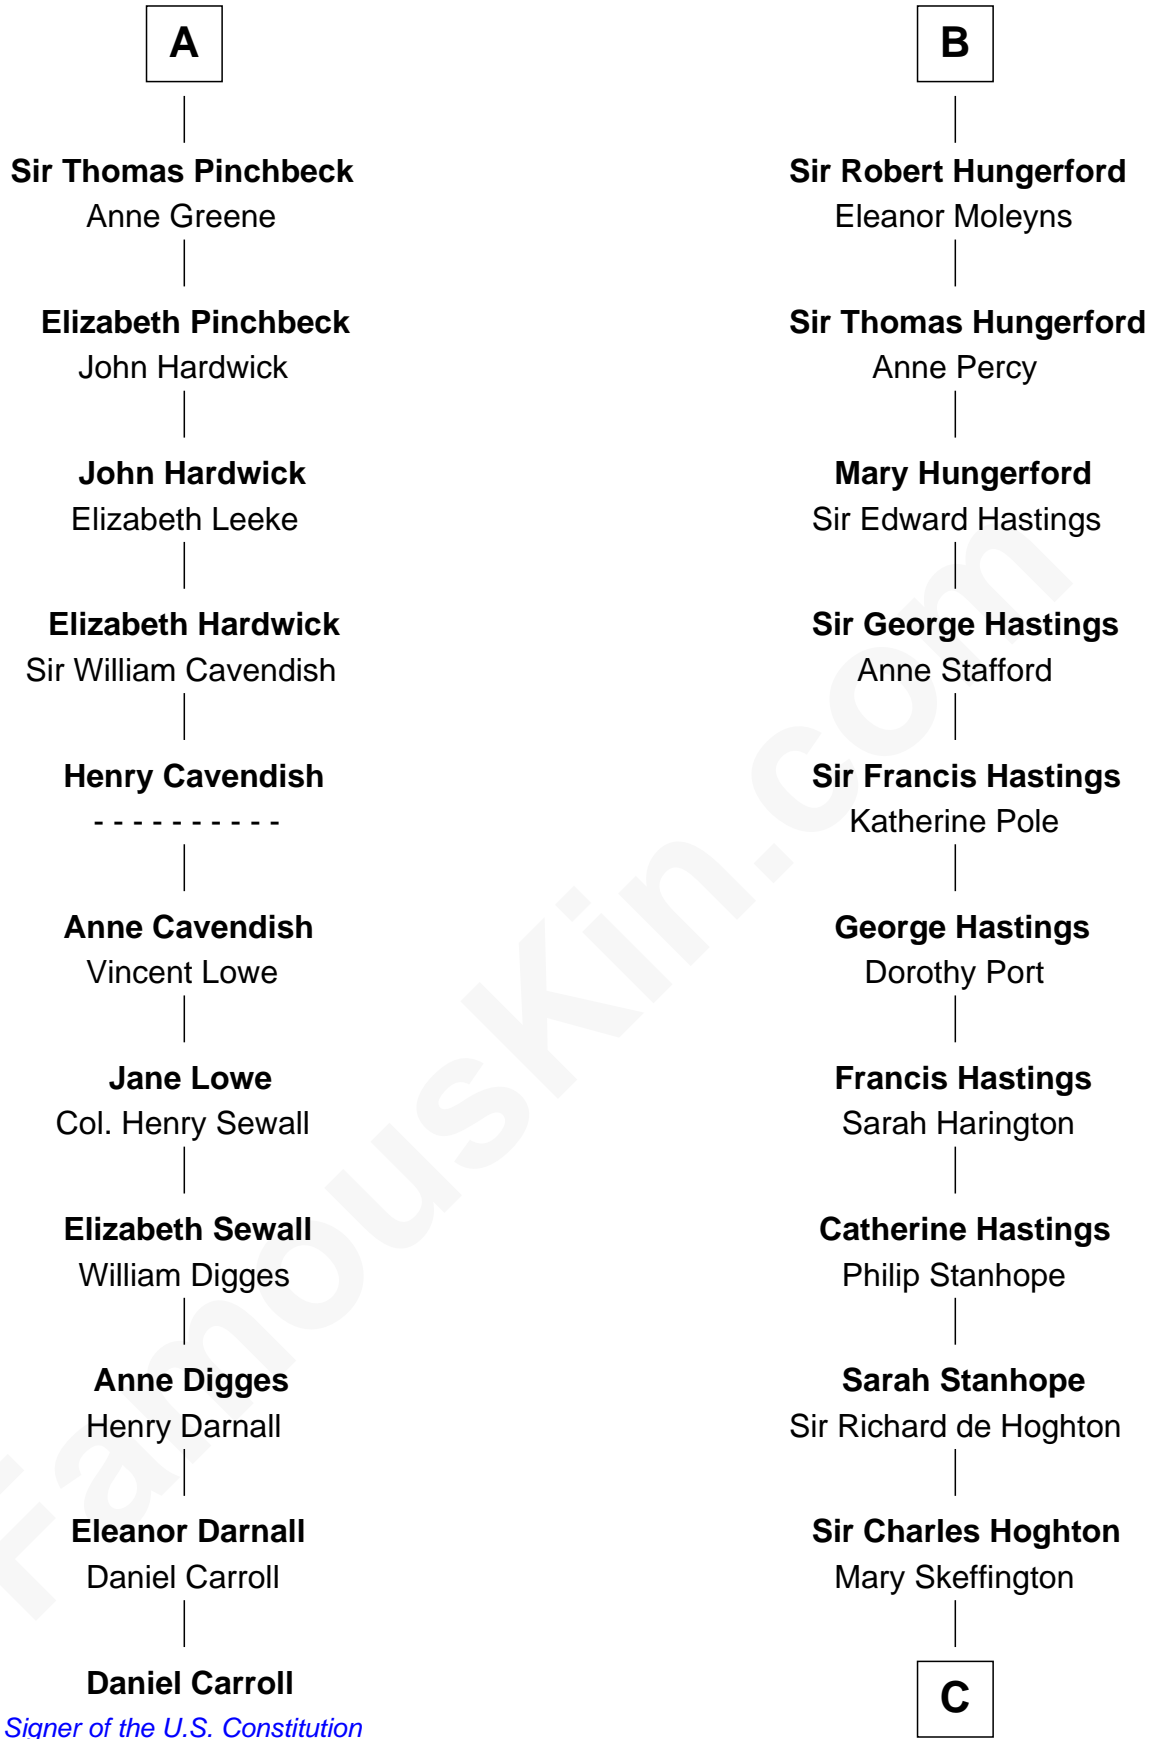 A
Sir Thomas Pinchbeck
Anne Greene
Elizabeth Pinchbeck
John Hardwick
John Hardwick
Elizabeth Leeke
Elizabeth Hardwick
Sir William Cavendish
Henry Cavendish
- - - - - - - - - -
Anne Cavendish
Vincent Lowe
Jane Lowe
Col. Henry Sewall
Elizabeth Sewall
William Digges
Anne Digges
Henry Darnall
Eleanor Darnall
Daniel Carroll
Daniel Carroll
Signer of the U.S. Constitution
B
Sir Robert Hungerford
Eleanor Moleyns
Sir Thomas Hungerford
Anne Percy
Mary Hungerford
Sir Edward Hastings
Sir George Hastings
Anne Stafford
Sir Francis Hastings
Katherine Pole
George Hastings
Dorothy Port
Francis Hastings
Sarah Harington
Catherine Hastings
Philip Stanhope
Sarah Stanhope
Sir Richard de Hoghton
Sir Charles Hoghton
Mary Skeffington
C
FamousKin.com